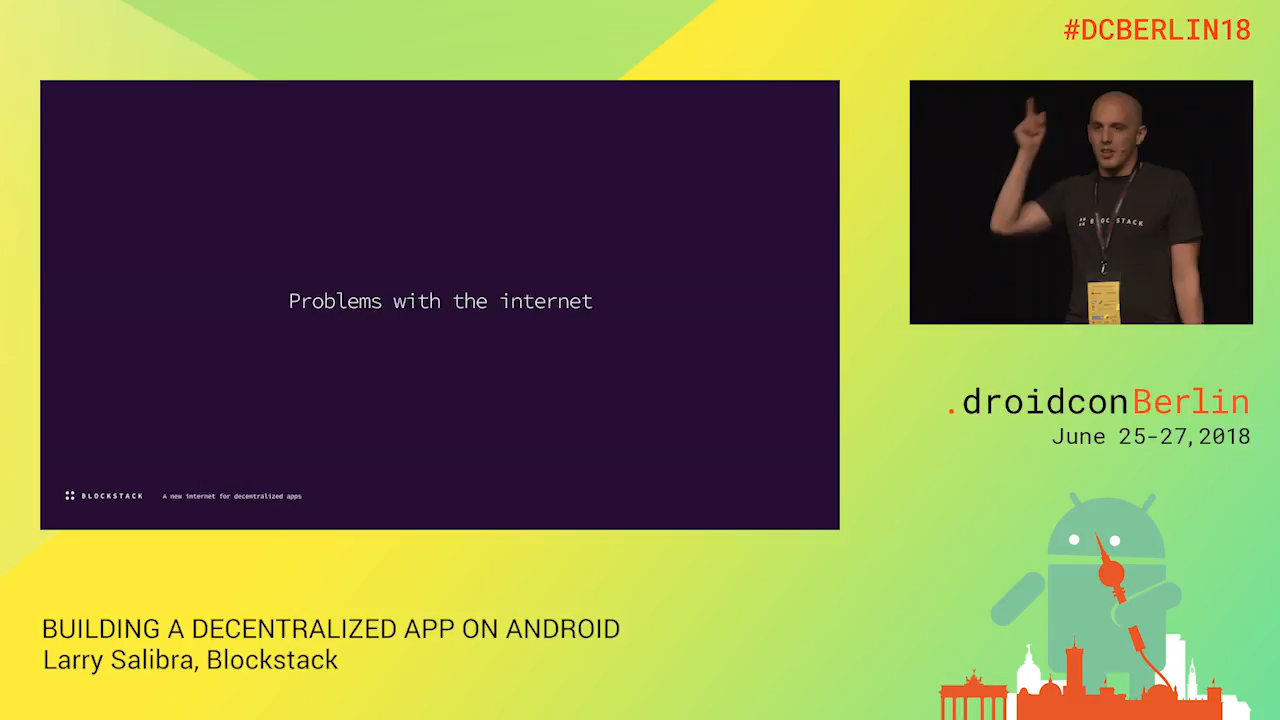 #DCBERLIN18
Problems with the internet
BLOCKSTACK
BLOCKSTACK A new internet for decentralized apps
.droidconBerlin
June 25-27,2018
BUILDING A DECENTRALIZED APP ON ANDROID
Larry Salibra, Blockstack